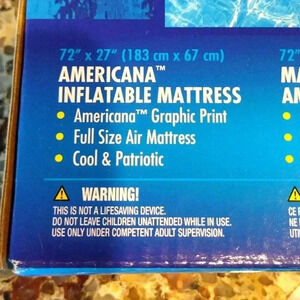 72" x 27" (183 cm x 67 cm)
AMERICANA™
INFLATABLE MATTRESS
• Americana™ Graphic Print
• Full Size Air Mattress
• Cool & Patriotic
WARNING!
THIS IS NOT A LIFESAVING DEVICE.
DO NOT LEAVE CHILDREN UNATTENDED WHILE IN USE.
USE ONLY UNDER COMPETENT ADULT SUPERVISION.
72"